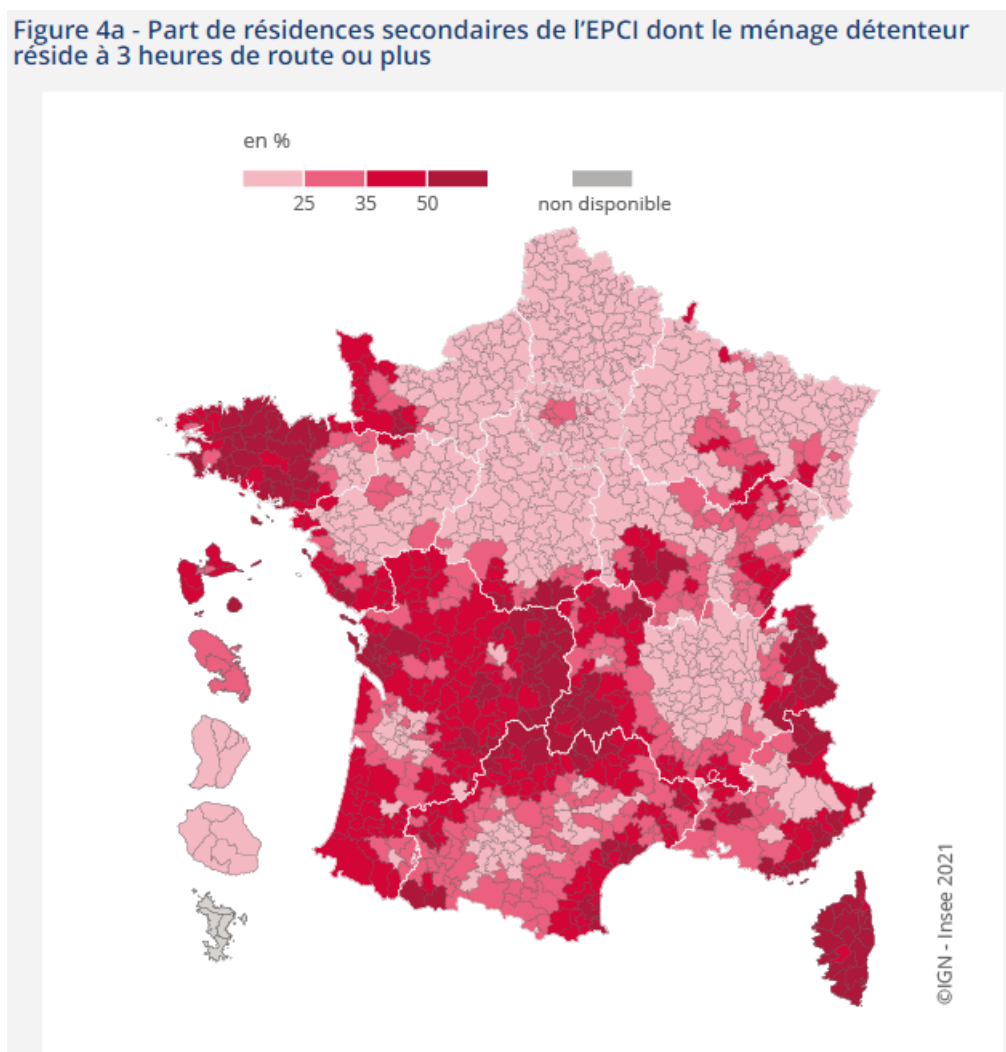 Figure 4a - Part de résidences secondaires de l’EPCI dont le ménage détenteur
réside à 3 heures de route ou plus
en %
25 35 50
non disponible
©IGN - Insee 2021